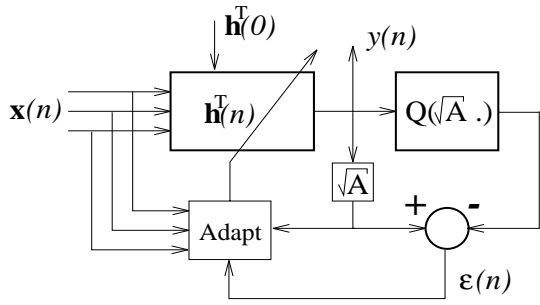 h^T(0)
y(n)
x(n)
h^T(n)
Q(√A .)
√A
+ -
Adapt
ε(n)